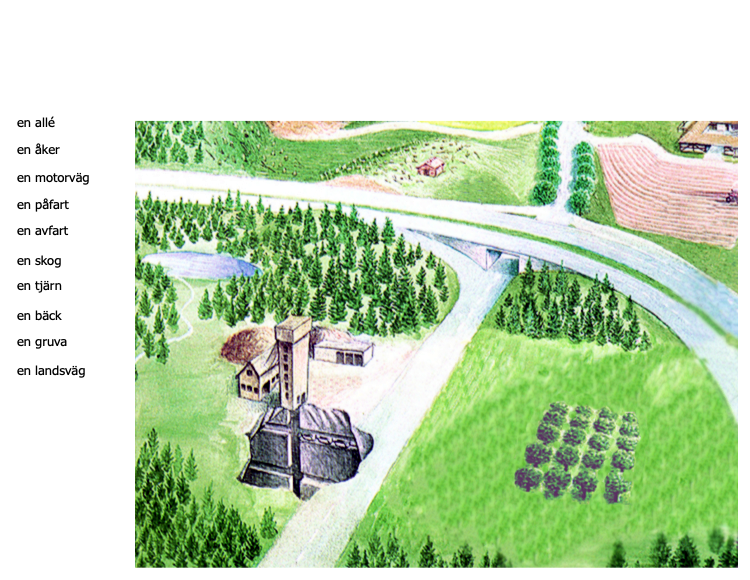 en allé
en åker
en motorväg
en påfart
en avfart
en skog
en tjärn
en bäck
en gruva
en landsväg